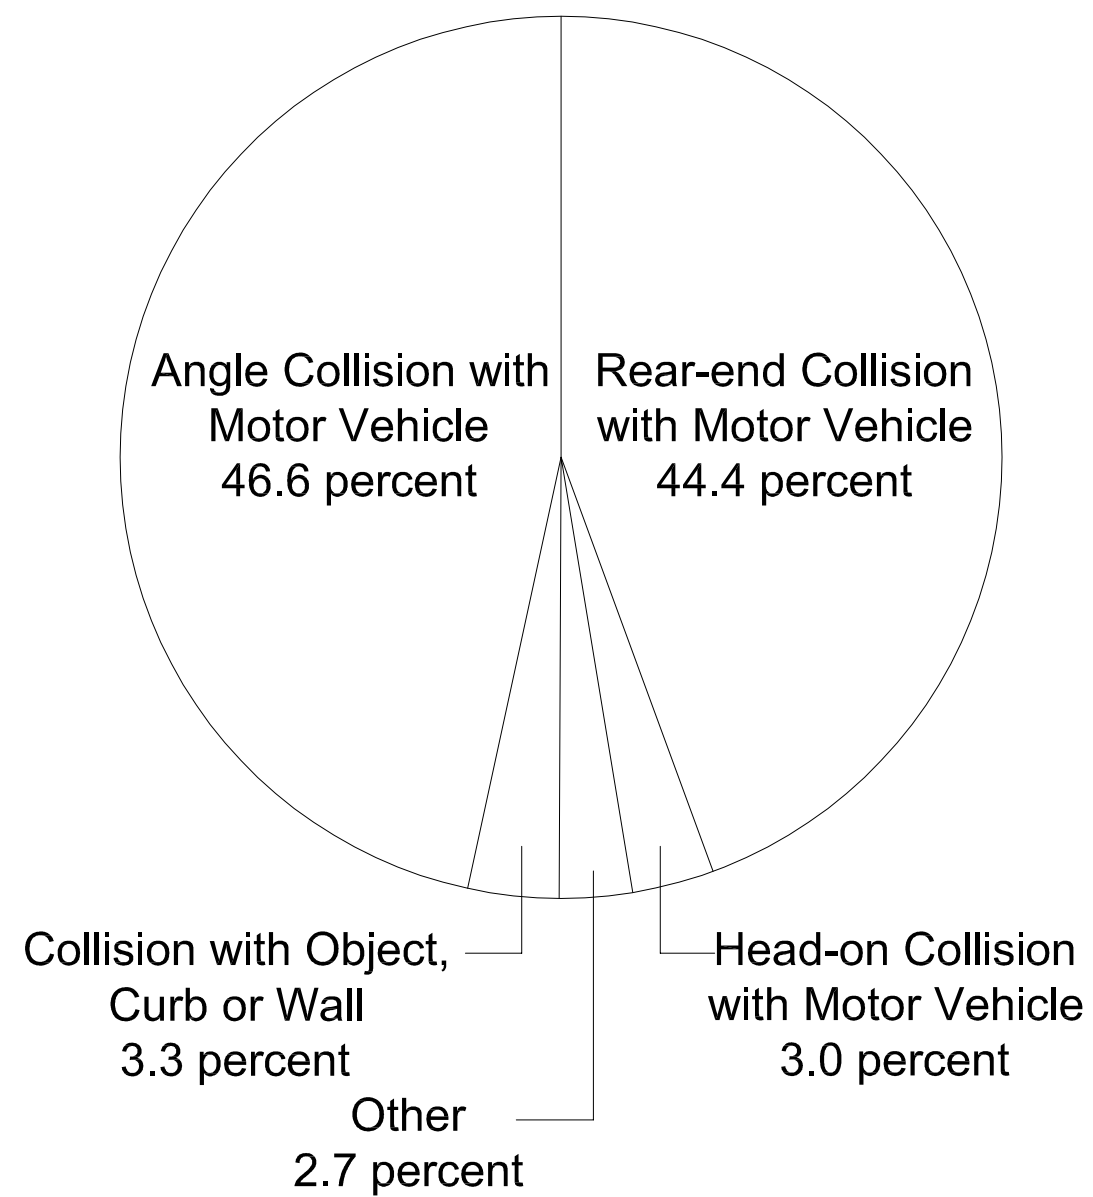 Angle Collision with
Motor Vehicle
46.6 percent
Rear-end Collision
with Motor Vehicle
44.4 percent
Collision with Object,
Curb or Wall
3.3 percent
Head-on Collision
with Motor Vehicle
3.0 percent
Other
2.7 percent